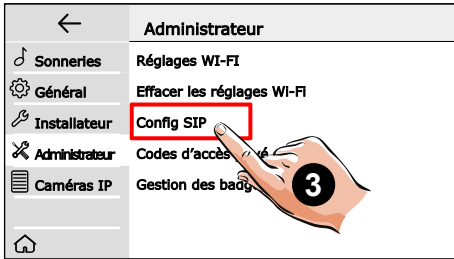 Administrateur
Sonneries
Général
Installateur
Administrateur
Caméras IP
Réglages WI-FI
Effacer les réglages Wi-Fi
Config SIP
Codes d'accès
Gestion des
3